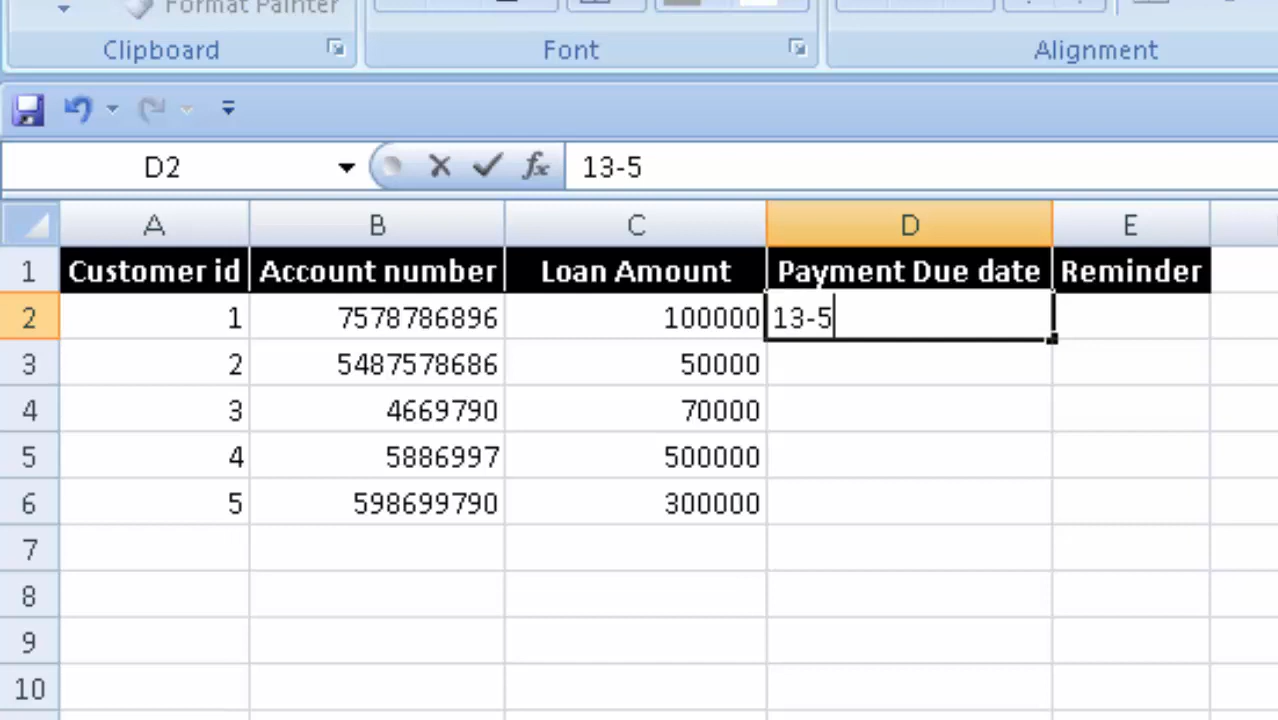 Format Painter
Clipboard Font Alignment
D2 fx 13-5
A B C D E
1 Customer id Account number Loan Amount Payment Due date Reminder
2 1 7578786896 100000 13-5
3 2 5487578686 50000
4 3 4669790 70000
5 4 5886997 500000
6 5 598699790 300000
7
8
9
10